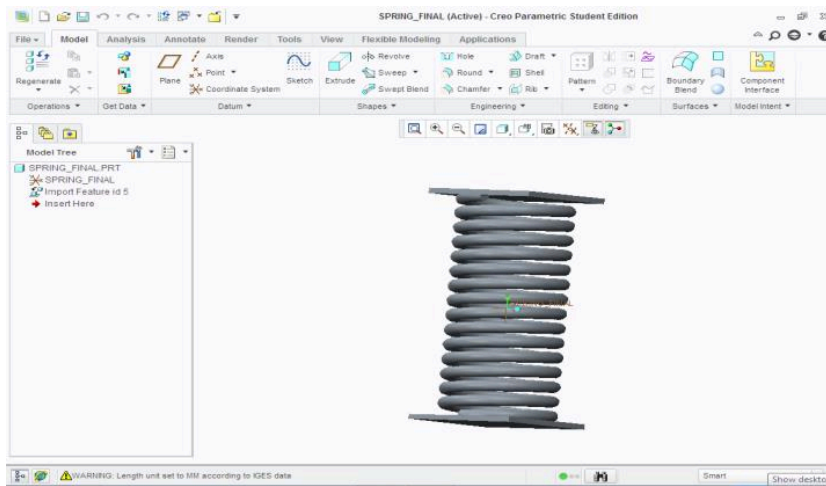 SPRING_FINAL (Active) - Creo Parametric Student Edition
File Model Analysis Annotate Render Tools View Flexible Modeling Applications
Regenerate
Plane
Axis
Point
Coordinate System
Sketch
Extrude
Revolve
Sweep
Swept Blend
Hole
Round
Chamfer
Draft
Shell
Rib
Pattern
Boundary Blend
Component Interface
Operations Get Data Datum Shapes Engineering Editing Surfaces Model Intent
Model Tree
SPRING_FINAL.PRT
SPRING_FINAL
Import Feature id 5
Insert Here
WARNING: Length unit set to MM according to IGES data
Smart
Show deskto